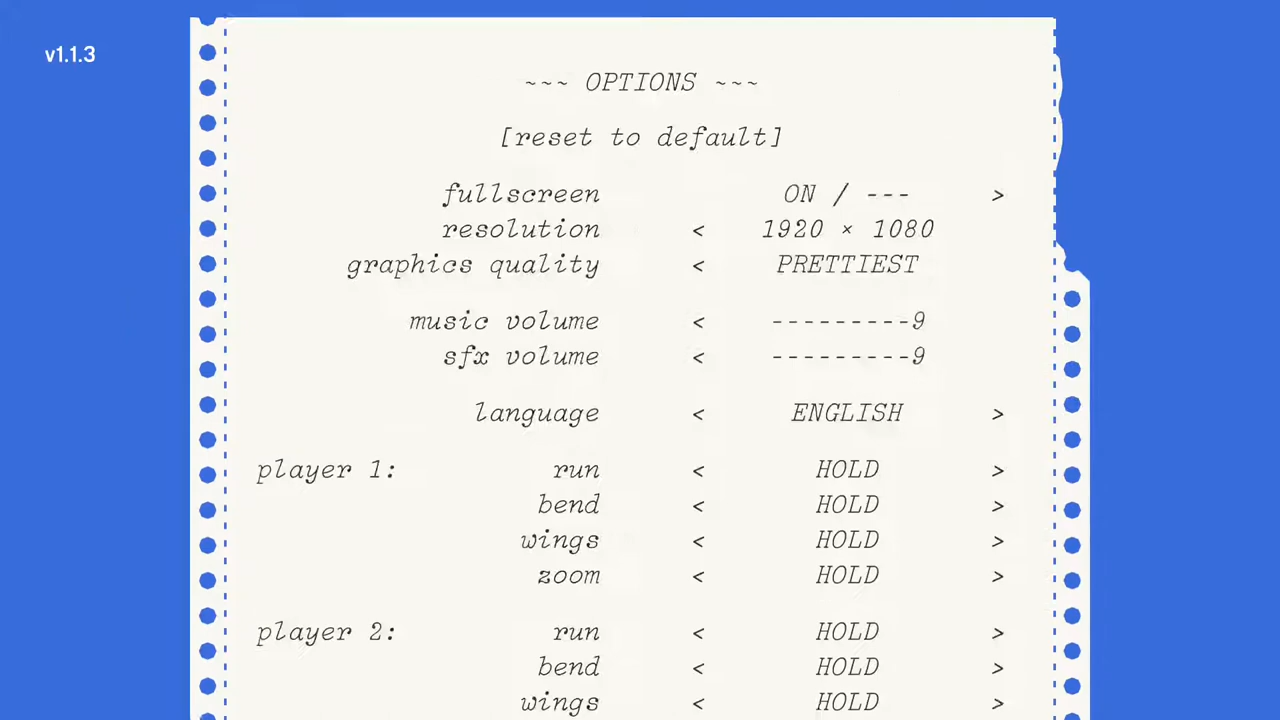 v1.1.3
~~~ OPTIONS ~~~
[reset to default]
fullscreen ON / --- >
resolution < 1920 × 1080
graphics quality < PRETTIEST
music volume < ---------9
sfx volume < ---------9
language < ENGLISH >
player 1: run < HOLD >
bend < HOLD >
wings < HOLD >
zoom < HOLD >
player 2: run < HOLD >
bend < HOLD >
wings < HOLD >